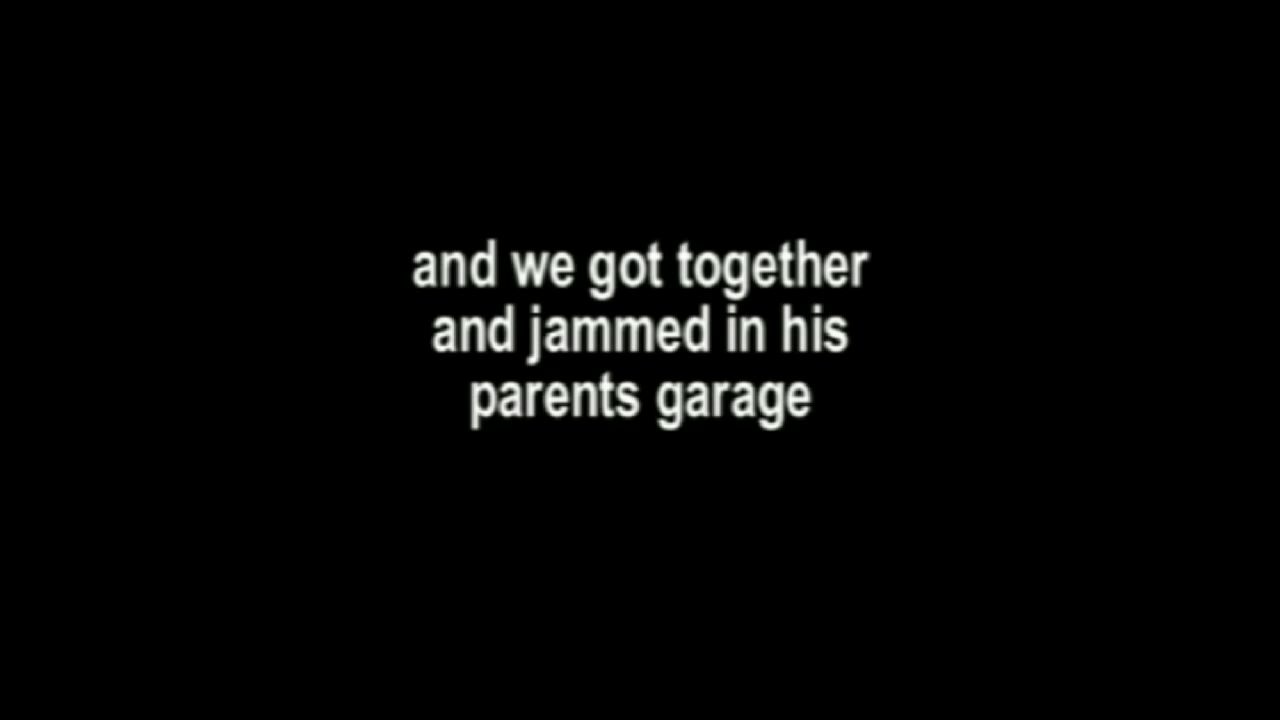 and we got together
and jammed in his
parents garage